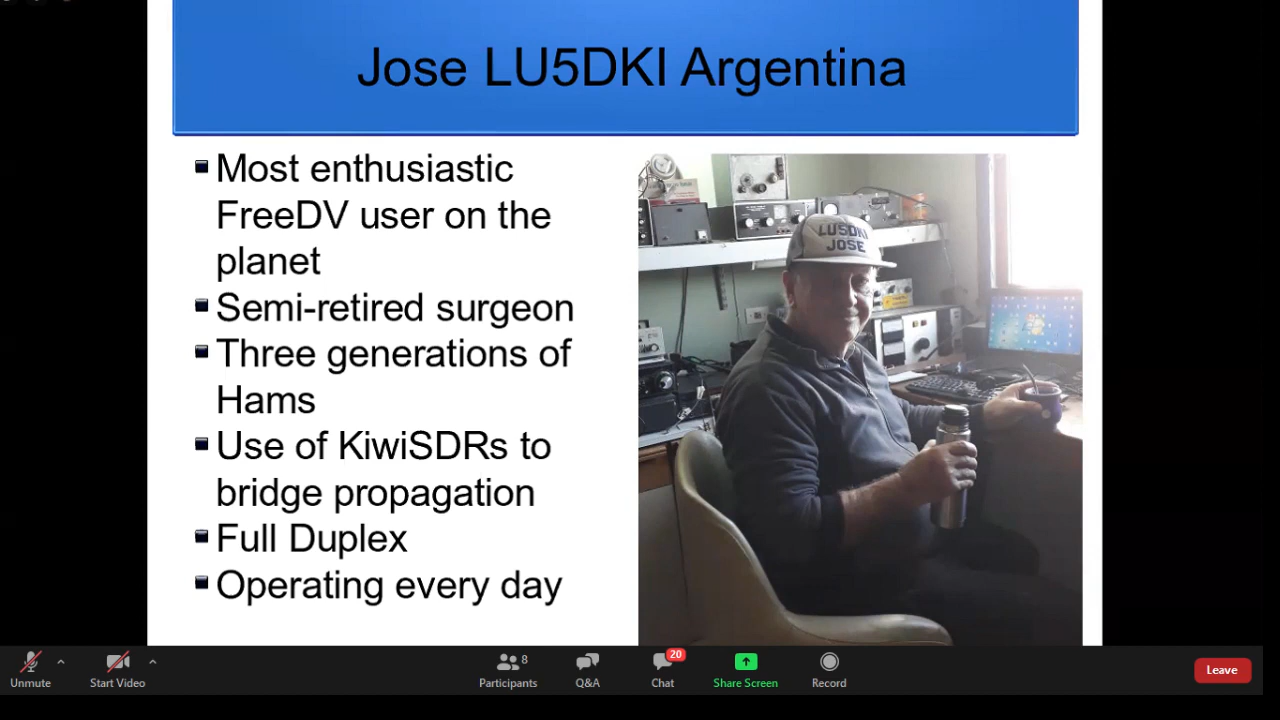 Jose LU5DKI Argentina
Most enthusiastic
FreeDV user on the
planet
Semi-retired surgeon
Three generations of
Hams
Use of KiwiSDRs to
bridge propagation
Full Duplex
Operating every day
LU5DKI
JOSE
Unmute
Start Video
8
Participants
Q&A
20
Chat
Share Screen
Record
Leave